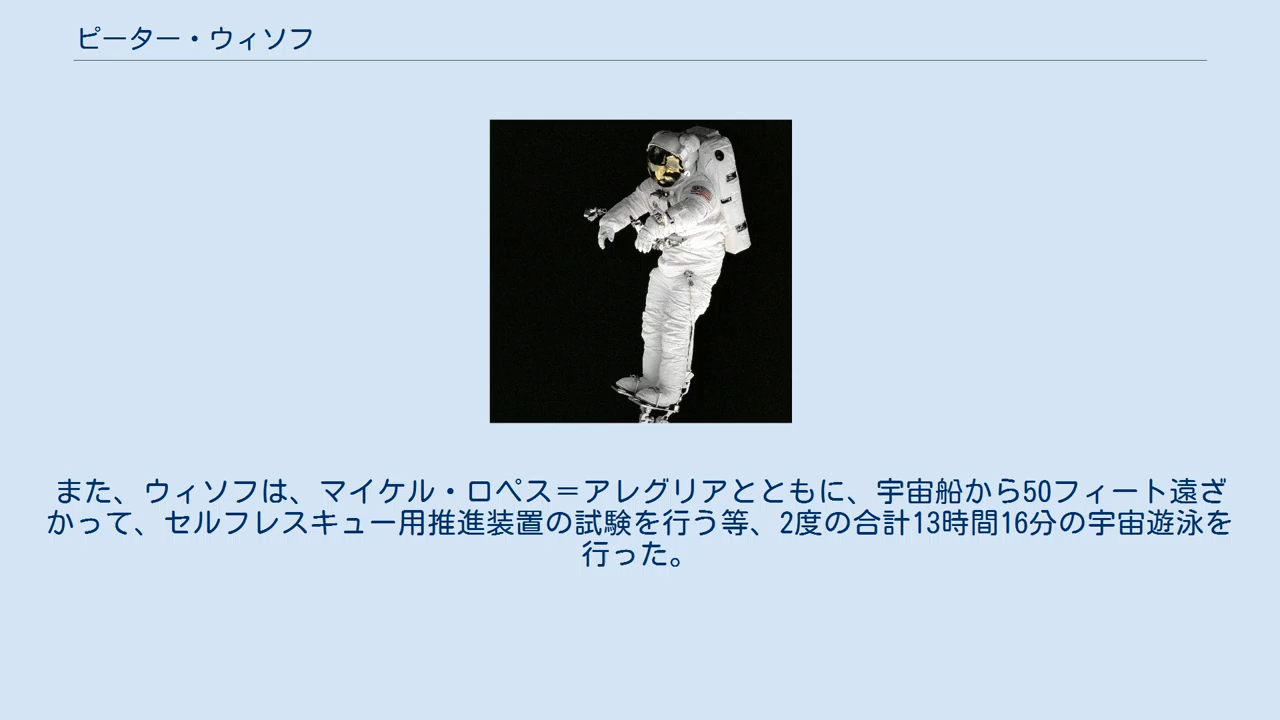 ピーター・ウィソフ
また、ウィソフは、マイケル・ロペス＝アレグリアとともに、宇宙船から50フィート遠ざ
かって、セルフレスキュー用推進装置の試験を行う等、2度の合計13時間16分の宇宙遊泳を
行った。